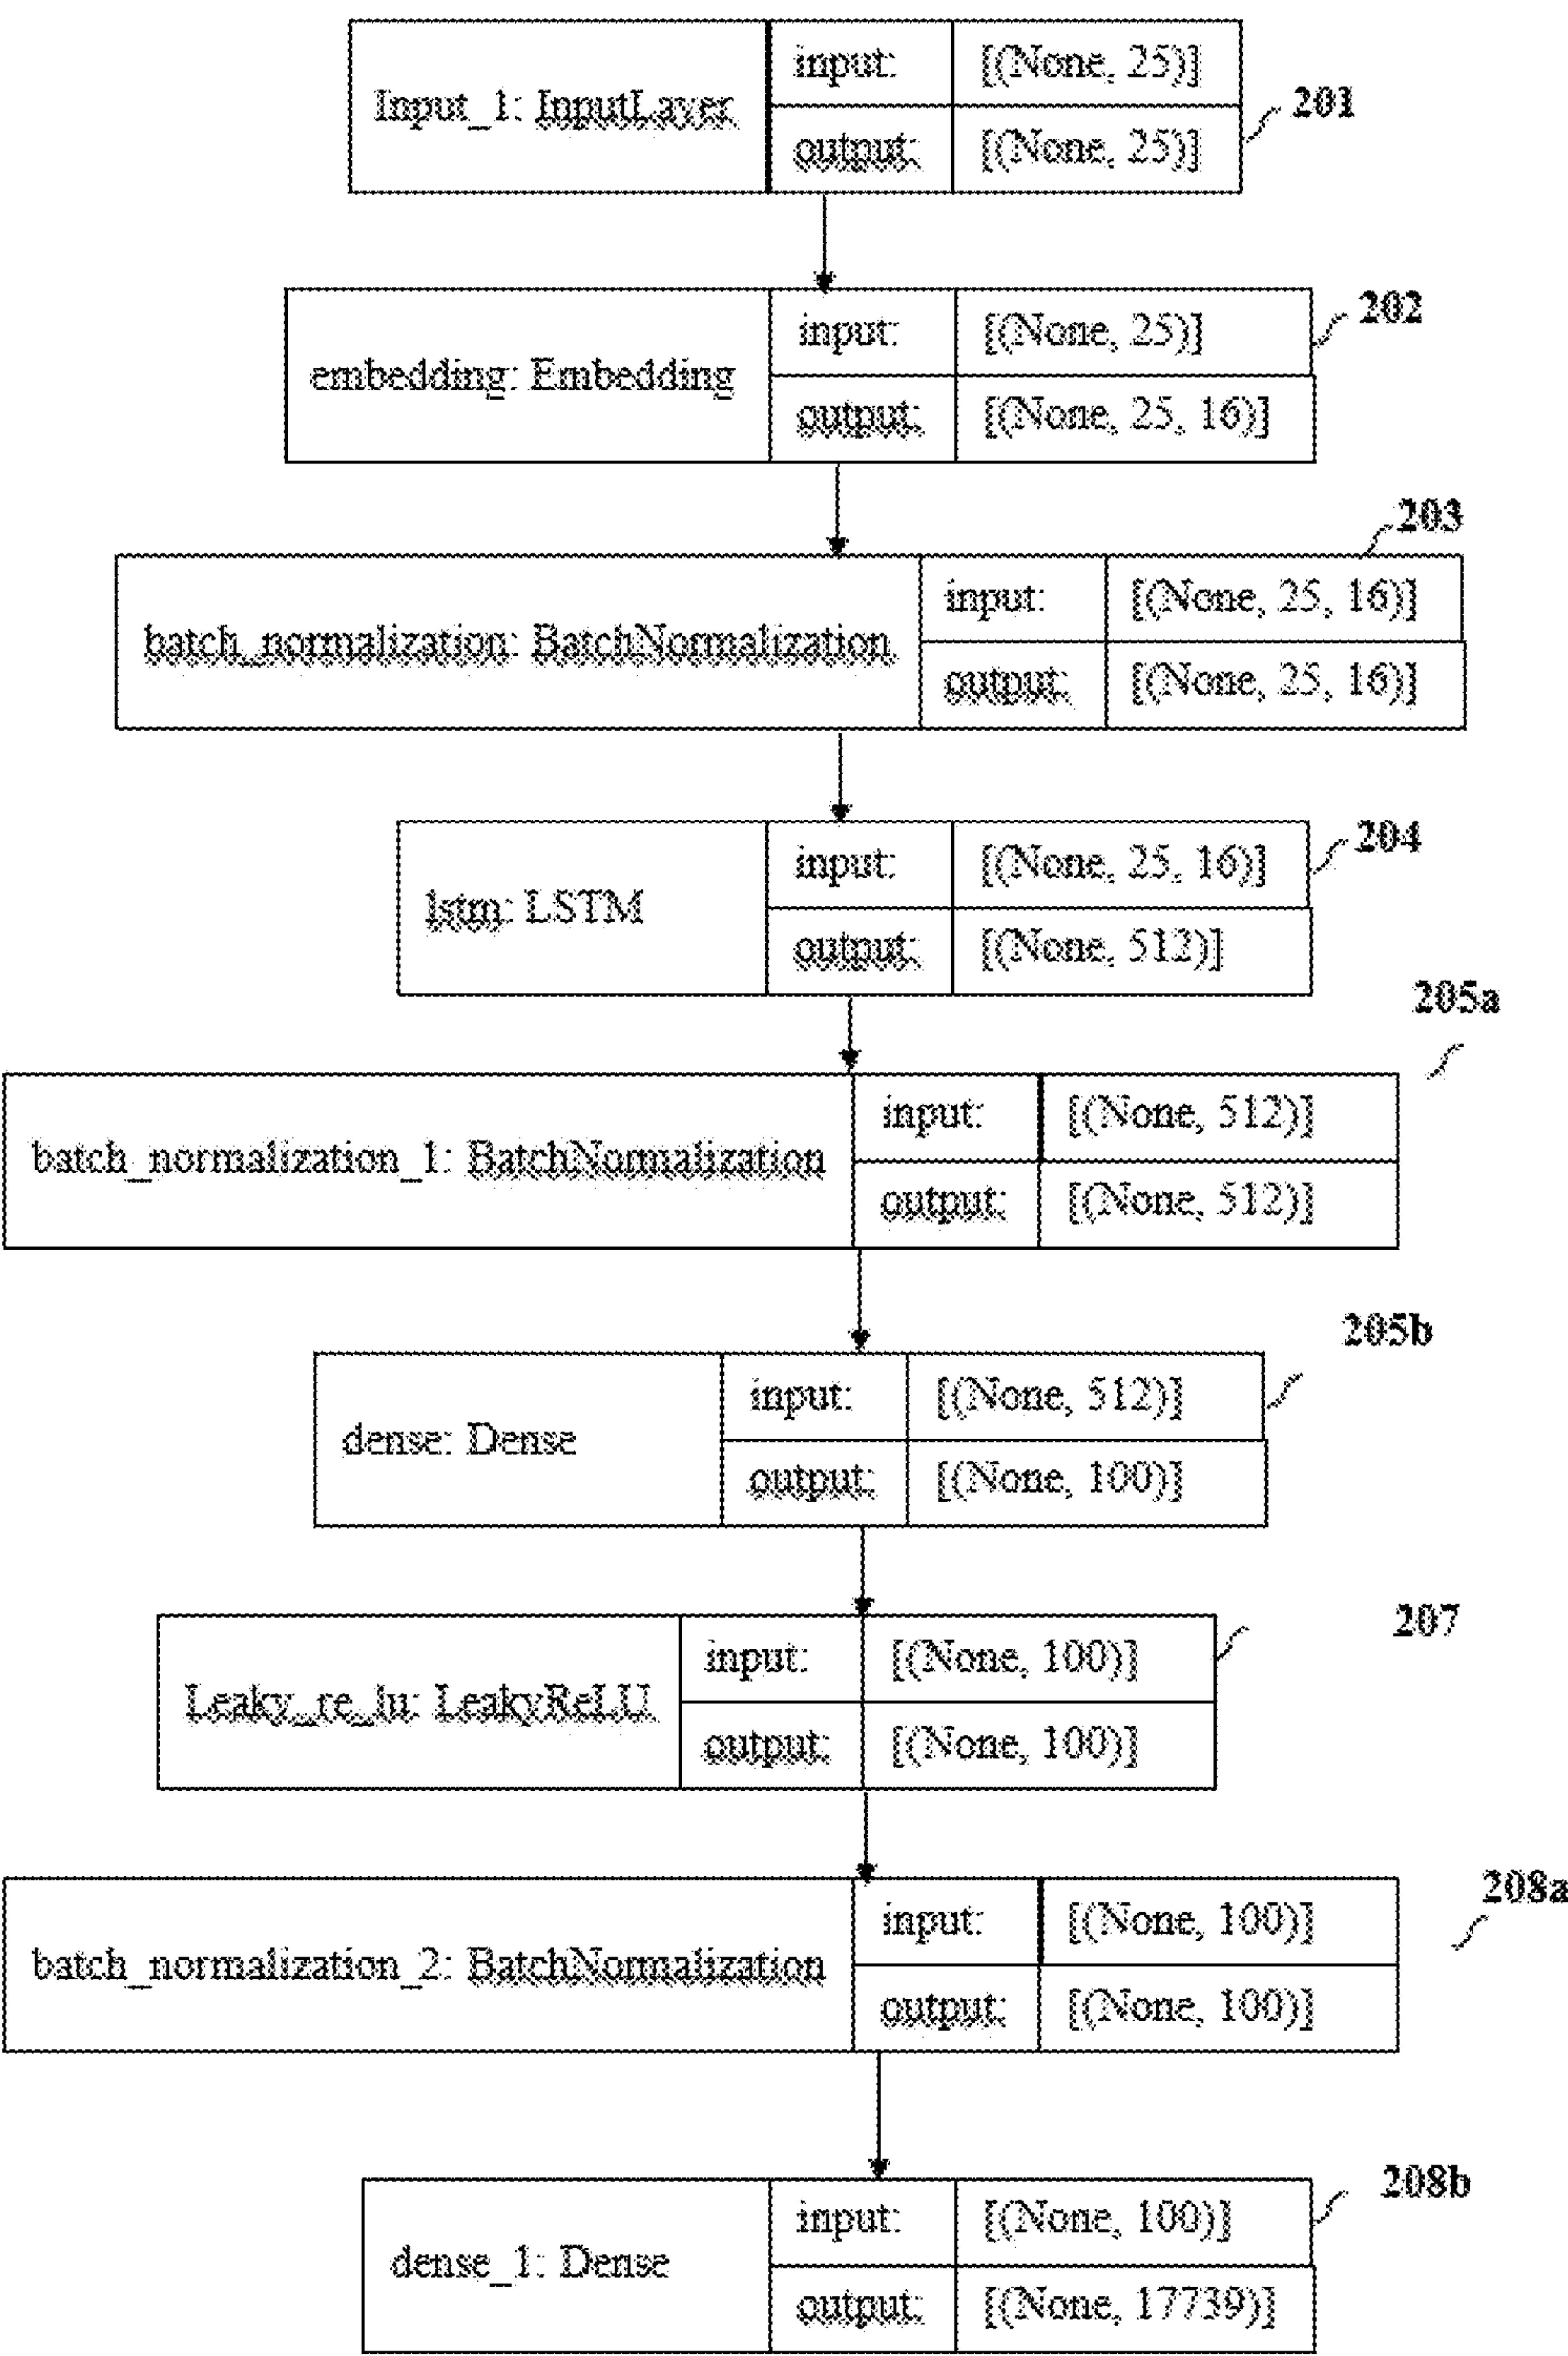 input: [(None, 25)]
Input_1: InputLayer
201
output: [(None, 25)]
202
input: [(None, 25)]
embedding: Embedding
output: [(None, 25, 16)]
203
input: [(None, 25, 16)]
batch_normalization: BatchNormalization
output: [(None, 25, 16)]
204
input: [(None, 25, 16)]
lstm: LSTM
output: [(None, 512)]
205a
input: [(None, 512)]
batch_normalization_1: BatchNormalization
output: [(None, 512)]
205b
input: [(None, 512)]
dense: Dense
output: [(None, 100)]
207
input: [(None, 100)]
Leaky_re_lu: LeakyReLU
output: [(None, 100)]
208a
input: [(None, 100)]
batch_normalization_2: BatchNormalization
output: [(None, 100)]
208b
input: [(None, 100)]
dense_1: Dense
output: [(None, 17739)]